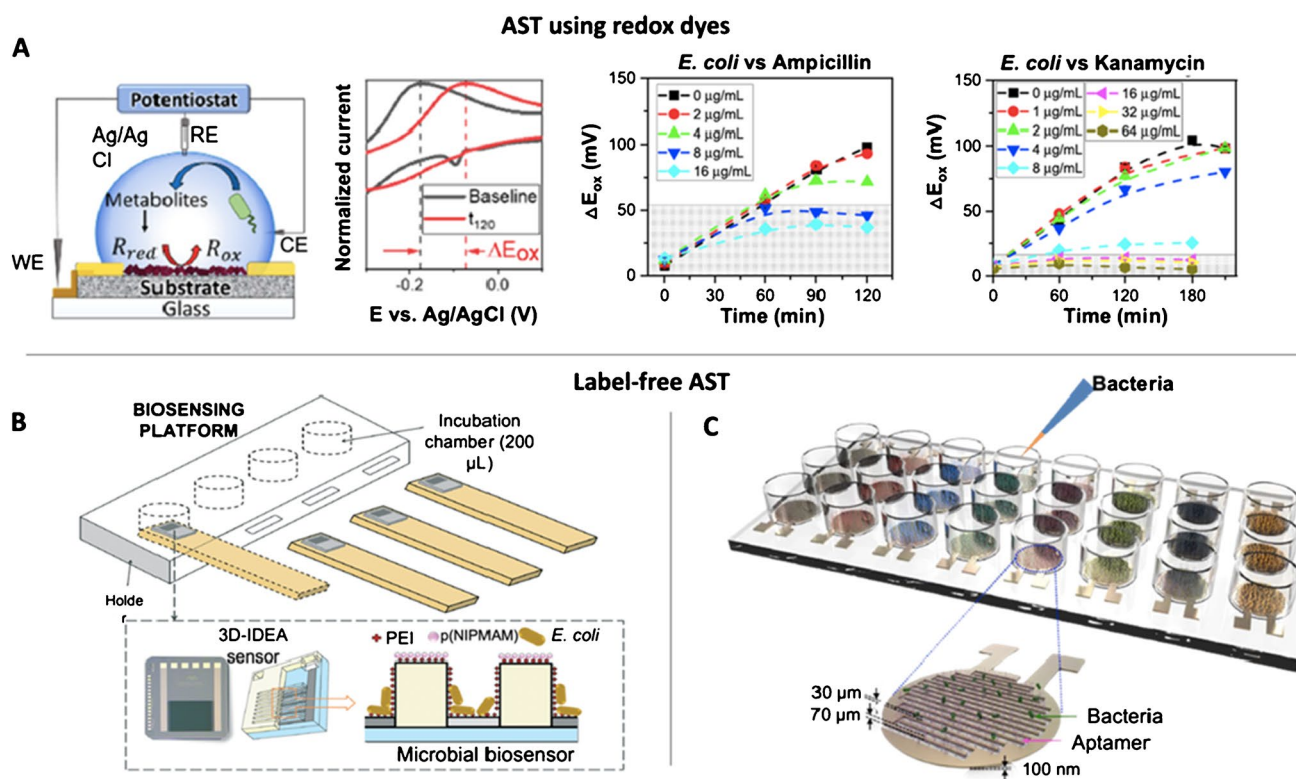 AST using redox dyes
A
Potentiostat
Ag/Ag
Cl
RE
Metabolites
R_red
R_ox
CE
WE
Substrate
Glass
Normalized current
Baseline
t_120
ΔE_ox
-0.2
0.0
E vs. Ag/AgCl (V)
E. coli vs Ampicillin
ΔE_ox (mV)
150
100
50
0
0 μg/mL
2 μg/mL
4 μg/mL
8 μg/mL
16 μg/mL
0
30
60
90
120
Time (min)
E. coli vs Kanamycin
ΔE_ox (mV)
150
100
50
0
0 μg/mL
1 μg/mL
2 μg/mL
4 μg/mL
8 μg/mL
16 μg/mL
32 μg/mL
64 μg/mL
0
60
120
180
Time (min)
Label-free AST
B
BIOSENSING
PLATFORM
Incubation
chamber (200
μL)
Holde
r
3D-IDEA
sensor
PEI
p(NIPMAM)
E. coli
Microbial biosensor
C
Bacteria
30 μm
70 μm
Bacteria
Aptamer
100 nm